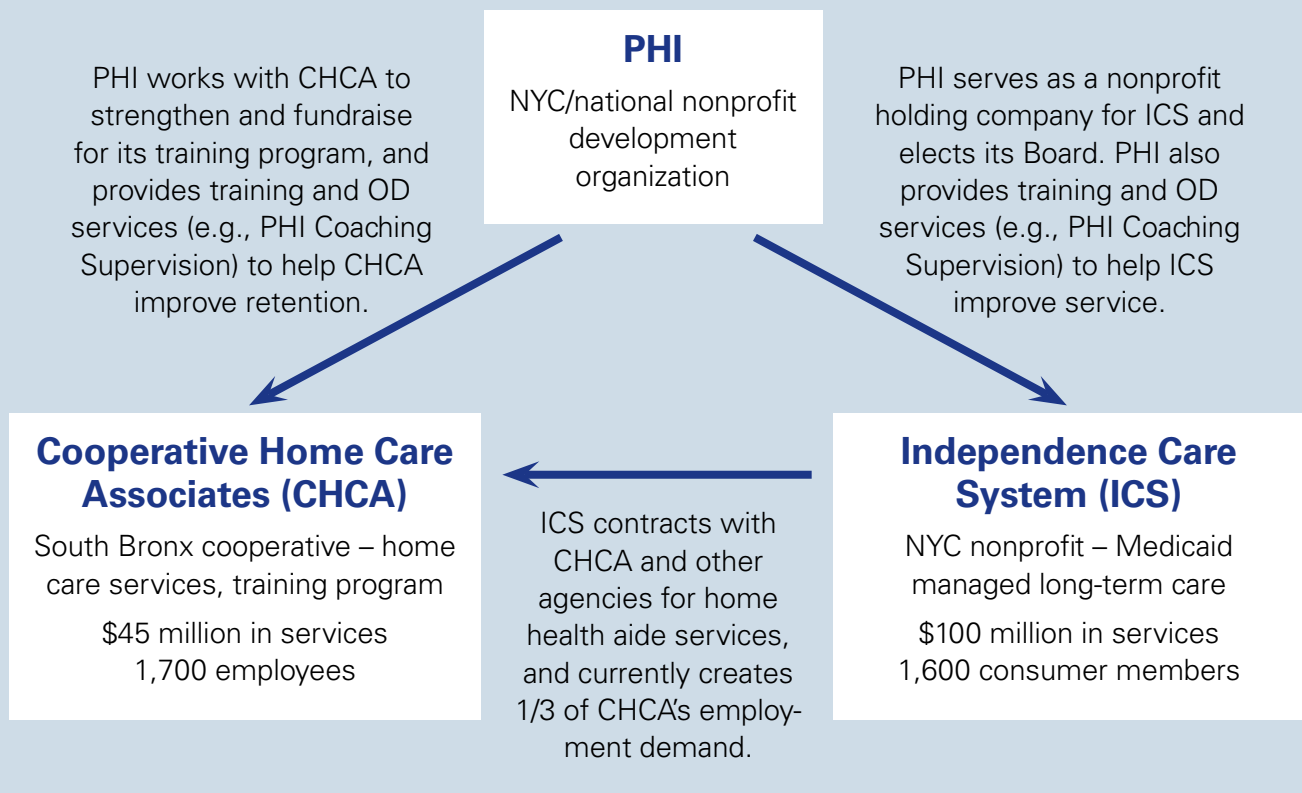 PHI
NYC/national nonprofit
development
organization
PHI works with CHCA to
strengthen and fundraise
for its training program, and
provides training and OD
services (e.g., PHI Coaching
Supervision) to help CHCA
improve retention.
PHI serves as a nonprofit
holding company for ICS and
elects its Board. PHI also
provides training and OD
services (e.g., PHI Coaching
Supervision) to help ICS
improve service.
Cooperative Home Care
Associates (CHCA)
South Bronx cooperative – home
care services, training program
$45 million in services
1,700 employees
ICS contracts with
CHCA and other
agencies for home
health aide services,
and currently creates
1/3 of CHCA's employ-
ment demand.
Independence Care
System (ICS)
NYC nonprofit – Medicaid
managed long-term care
$100 million in services
1,600 consumer members